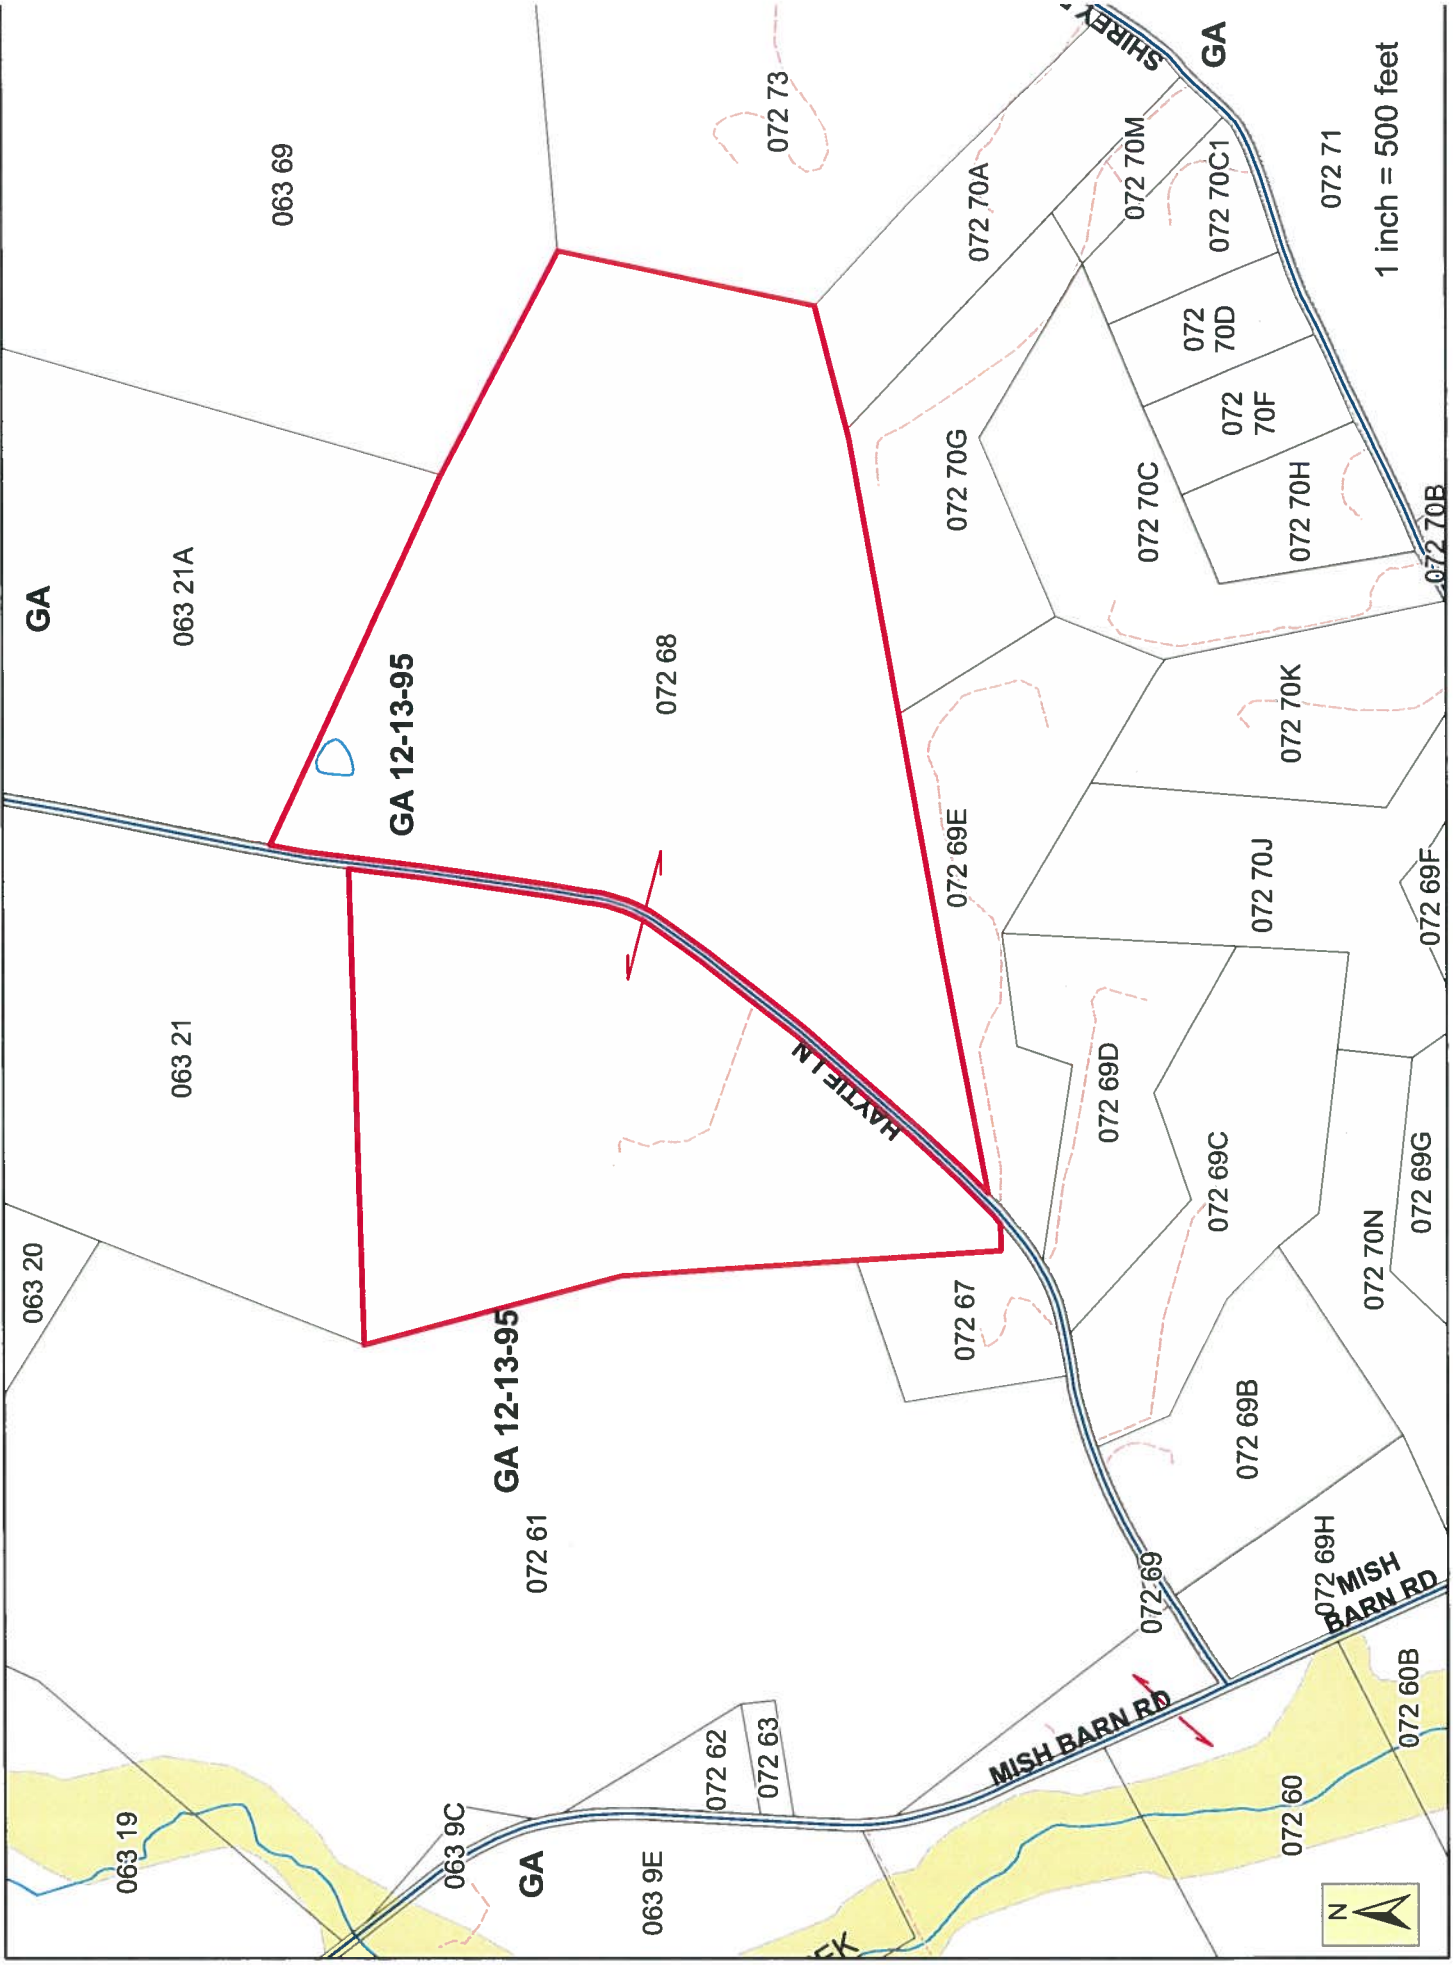 063 19
063 20
063 21
GA
063 21A
063 69
063 9C
GA
063 9E
GA 12-13-95
072 61
GA 12-13-95
072 68
072 73
072 62
072 63
HAYTIE LN
072 67
072 69E
072 70G
072 70A
MISH BARN RD
072 69
072 69D
072 70C
072 70M
SHIREY
GA
072 69C
072 69B
072 70J
072 70K
072 70H
072
70F
072
70D
072 70C1
072 71
072 60
072 69H
MISH
BARN RD
072 60B
072 70N
072 69G
072 69F
072 70B
EK
N
1 inch = 500 feet